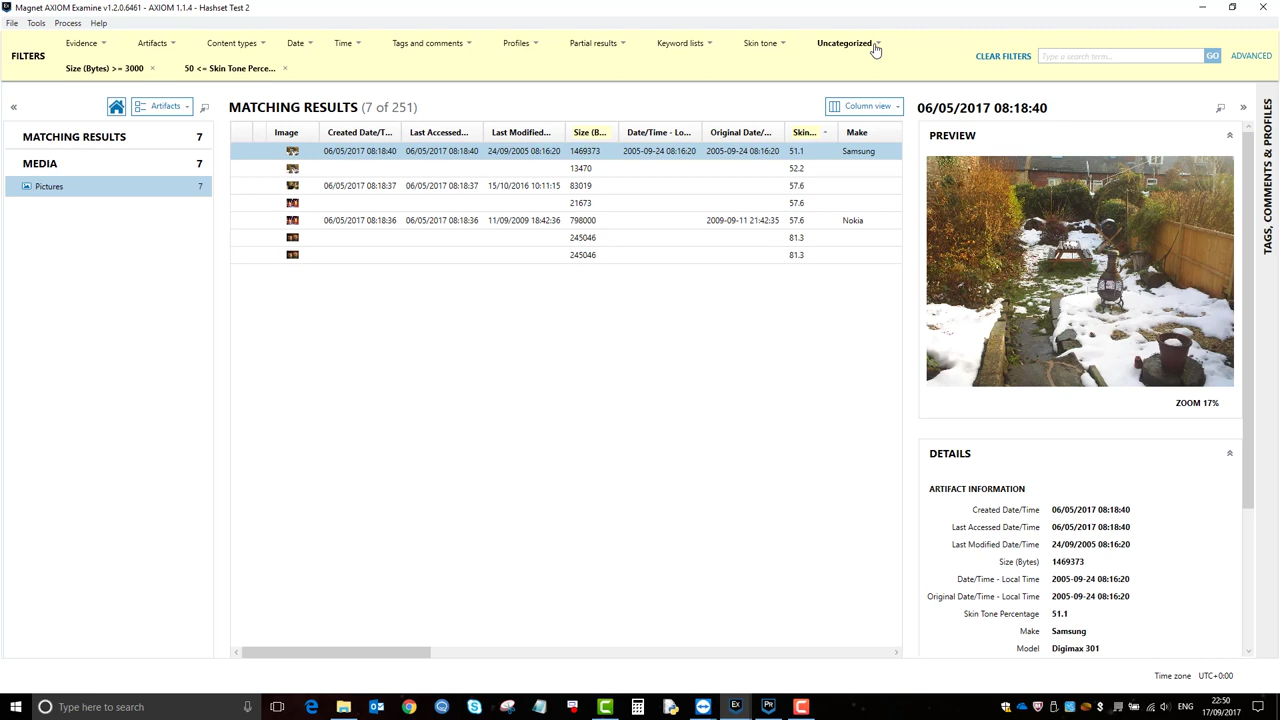 Magnet AXIOM Examine v1.2.0.6461 - AXIOM 1.1.4 - Hashset Test 2
File Tools Process Help
FILTERS
Evidence Artifacts Content types Date Time Tags and comments Profiles Partial results Keyword lists Skin tone Uncategorized
Size (Bytes) >= 3000 × 50 <= Skin Tone Perce... ×
CLEAR FILTERS Type a search term... GO ADVANCED
« Artifacts
MATCHING RESULTS 7
MEDIA 7
Pictures 7
MATCHING RESULTS (7 of 251) Column view
Image Created Date/T... Last Accessed... Last Modified... Size (B... Date/Time - Lo... Original Date/... Skin... Make
06/05/2017 08:18:40 06/05/2017 08:18:40 24/09/2005 08:16:20 1469373 2005-09-24 08:16:20 2005-09-24 08:16:20 51.1 Samsung
13470 52.2
06/05/2017 08:18:37 06/05/2017 08:18:37 15/10/2016 10:11:15 83019 57.6
21673 57.6
06/05/2017 08:18:36 06/05/2017 08:18:36 11/09/2009 18:42:36 798000 2009-09-11 21:42:35 57.6 Nokia
245046 81.3
245046 81.3
06/05/2017 08:18:40 »
PREVIEW
ZOOM 17%
DETAILS
ARTIFACT INFORMATION
Created Date/Time 06/05/2017 08:18:40
Last Accessed Date/Time 06/05/2017 08:18:40
Last Modified Date/Time 24/09/2005 08:16:20
Size (Bytes) 1469373
Date/Time - Local Time 2005-09-24 08:16:20
Original Date/Time - Local Time 2005-09-24 08:16:20
Skin Tone Percentage 51.1
Make Samsung
Model Digimax 301
TAGS, COMMENTS & PROFILES
Time zone UTC+0:00
Type here to search
ENG
22:50
17/09/2017